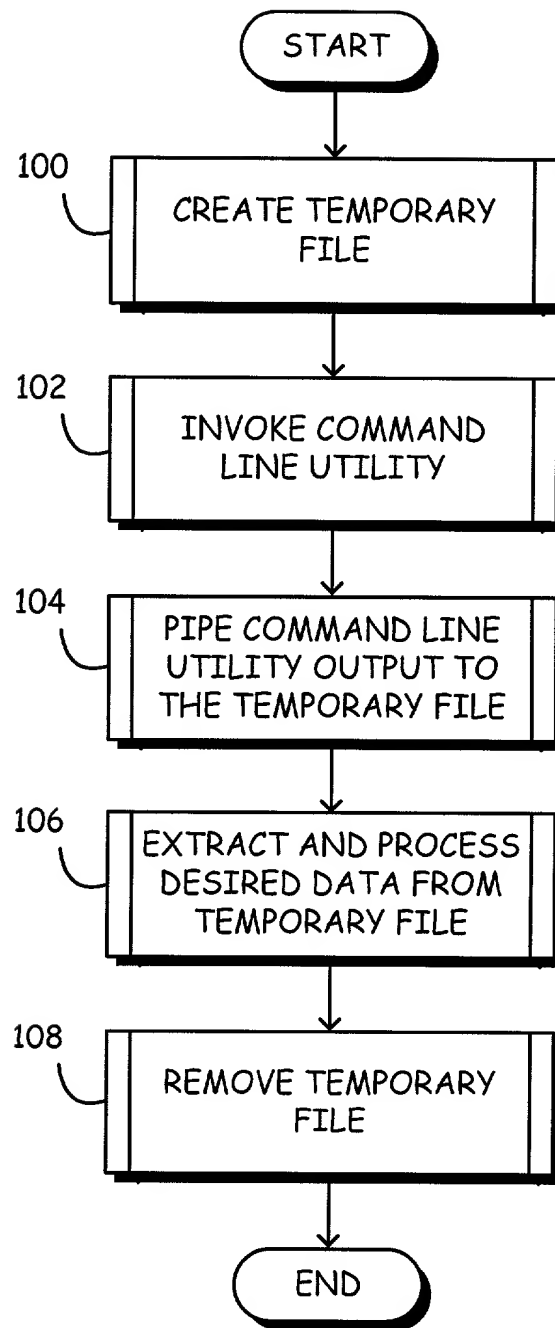 START
100
CREATE TEMPORARY
FILE
102
INVOKE COMMAND
LINE UTILITY
104
PIPE COMMAND LINE
UTILITY OUTPUT TO
THE TEMPORARY FILE
106
EXTRACT AND PROCESS
DESIRED DATA FROM
TEMPORARY FILE
108
REMOVE TEMPORARY
FILE
END